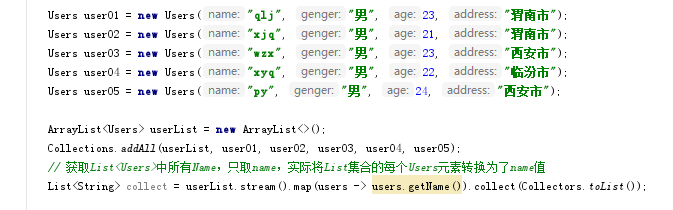 Users user01 = new Users( name: "qlj", genger: "男", age: 23, address: "渭南市");
Users user02 = new Users( name: "xjq", genger: "男", age: 21, address: "渭南市");
Users user03 = new Users( name: "wzx", genger: "男", age: 23, address: "西安市");
Users user04 = new Users( name: "xyq", genger: "男", age: 22, address: "临汾市");
Users user05 = new Users( name: "py", genger: "男", age: 24, address: "西安市");
ArrayList<Users> userList = new ArrayList<>();
Collections.addAll(userList, user01, user02, user03, user04, user05);
// 获取List<Users>中所有Name，只取name，实际将List集合的每个Users元素转换为了name值
List<String> collect = userList.stream().map(users -> users.getName()).collect(Collectors.toList());